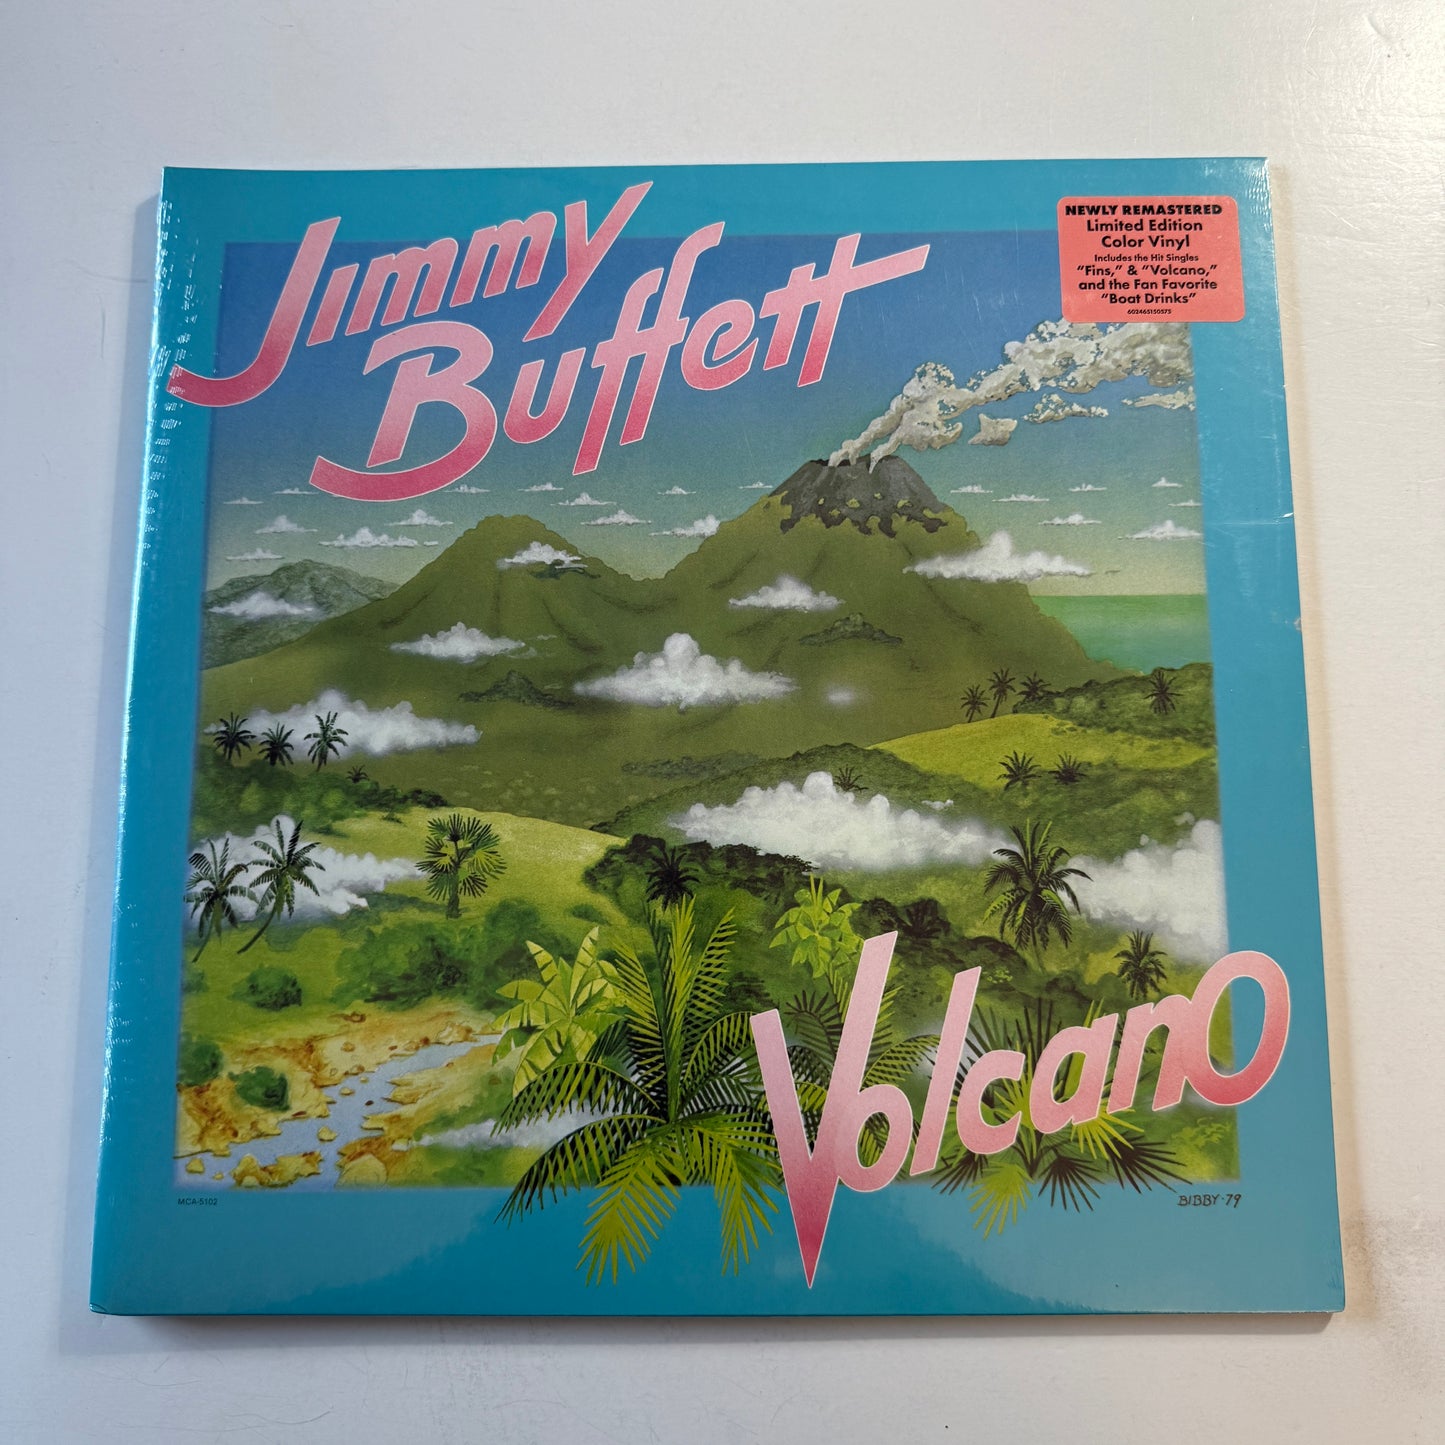 Jimmy
Buffett
NEWLY REMASTERED
Limited Edition
Color Vinyl
Includes the Hit Singles
"Fins," & "Volcano,"
and the Fan Favorite
"Boat Drinks"
602465150575
Volcano
MCA-5102
BIBBY·79